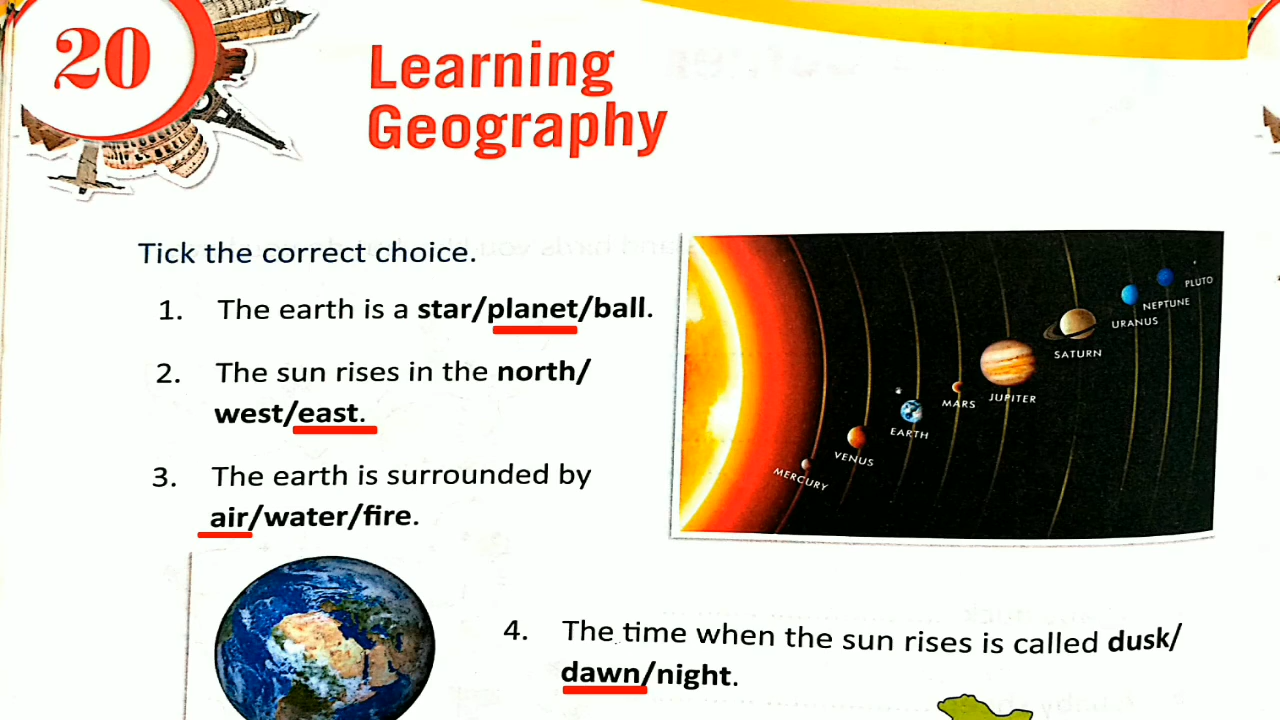 20
Learning
Geography
Tick the correct choice.
1. The earth is a star/planet/ball.
2. The sun rises in the north/
west/east.
3. The earth is surrounded by
air/water/fire.
MERCURY
VENUS
EARTH
MARS
JUPITER
SATURN
URANUS
NEPTUNE
PLUTO
4. The time when the sun rises is called dusk/
dawn/night.